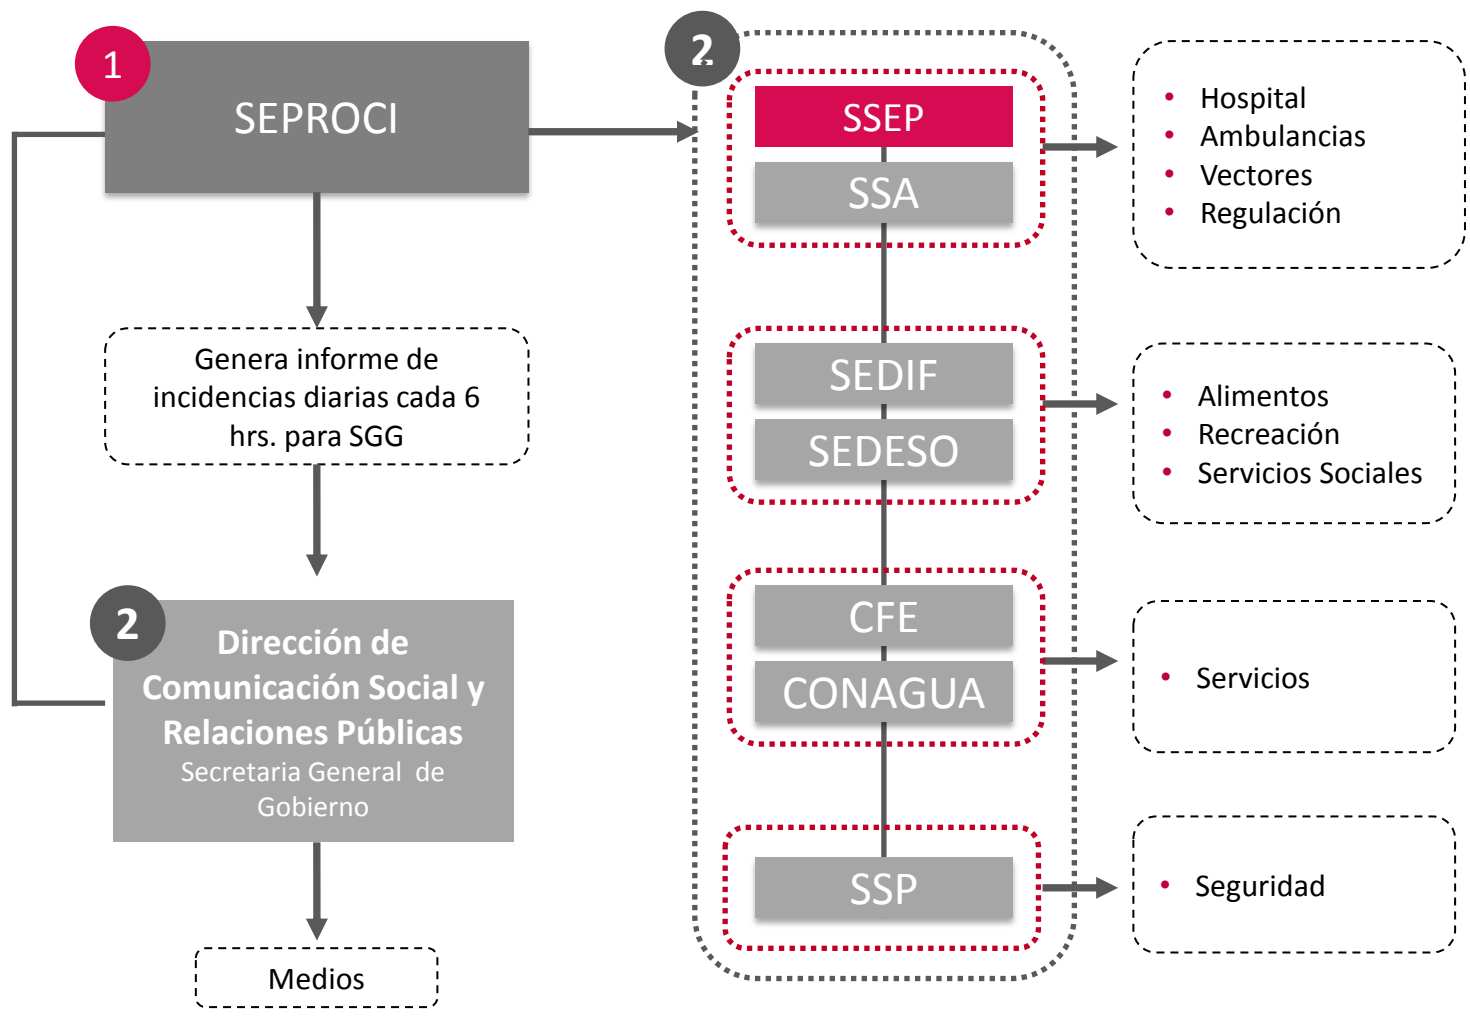 1
SEPROCI
Genera informe de
incidencias diarias cada 6
hrs. para SGG
2
Dirección de
Comunicación Social y
Relaciones Públicas
Secretaria General de
Gobierno
Medios
2
SSEP
SSA
• Hospital
• Ambulancias
• Vectores
• Regulación
SEDIF
SEDESO
• Alimentos
• Recreación
• Servicios Sociales
CFE
CONAGUA
• Servicios
SSP
• Seguridad